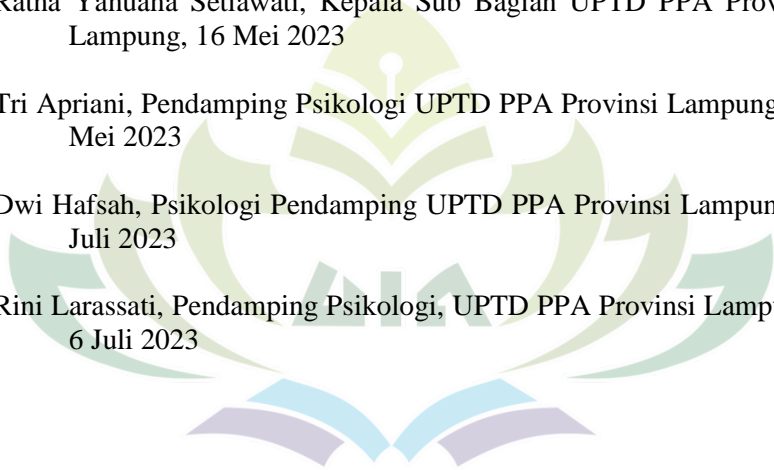 Ratna Yanuana Setiawati, Kepala Sub Bagian UPTD PPA Prov
Lampung, 16 Mei 2023
Tri Apriani, Pendamping Psikologi UPTD PPA Provinsi Lampung
Mei 2023
Dwi Hafsah, Psikologi Pendamping UPTD PPA Provinsi Lampun
Juli 2023
Rini Larassati, Pendamping Psikologi, UPTD PPA Provinsi Lamp
6 Juli 2023